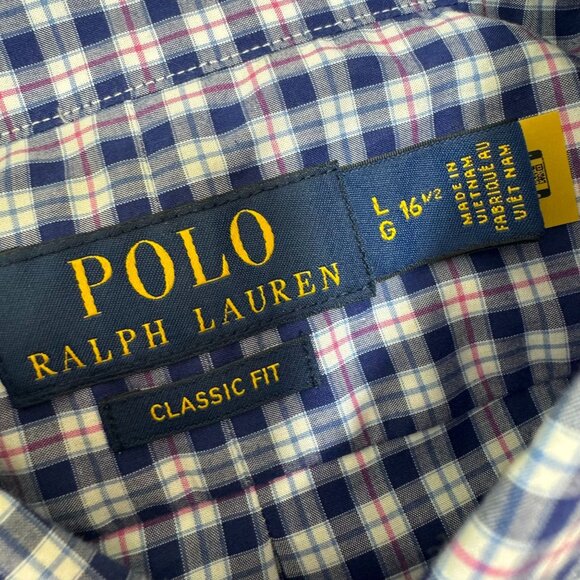 POLO
RALPH LAUREN
CLASSIC FIT
L
G 16 1/2
MADE IN
VIETNAM
FABRIQUÉ AU
VIÊT NAM